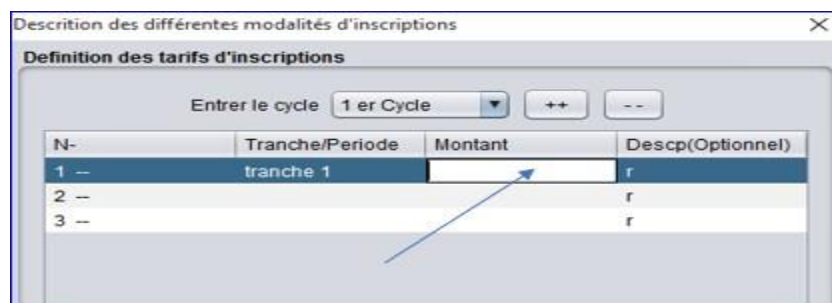 Descrition des différentes modalités d'inscriptions
Definition des tarifs d'inscriptions
Entrer le cycle 1 er Cycle ++ --
N- Tranche/Periode Montant Descp(Optionnel)
1 -- tranche 1 r
2 -- r
3 -- r